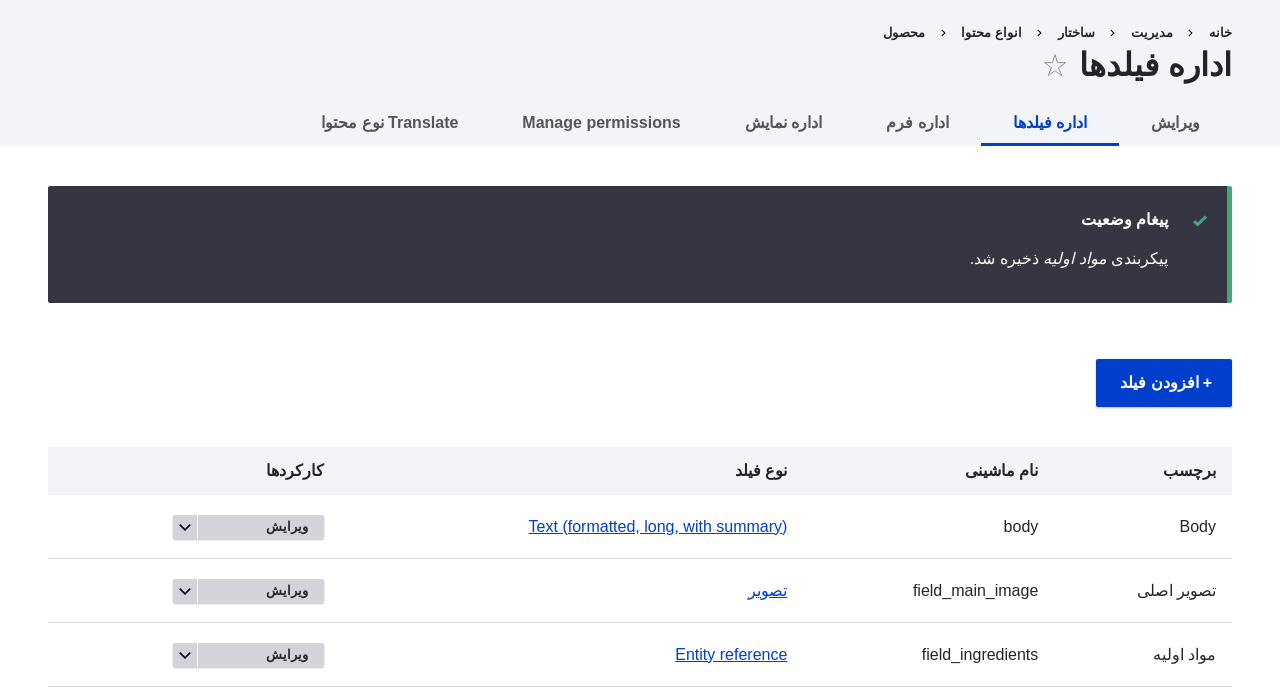 خانه › مدیریت › ساختار › انواع محتوا › محصول
اداره فیلدها ☆
ویرایش اداره فیلدها اداره فرم اداره نمایش Manage permissions Translate نوع محتوا
پیغام وضعیت
پیکربندی مواد اولیه ذخیره شد.
+ افزودن فیلد
برچسب نام ماشینی نوع فیلد کارکردها
Body body Text (formatted, long, with summary) ویرایش
تصویر اصلی field_main_image تصویر ویرایش
مواد اولیه field_ingredients Entity reference ویرایش